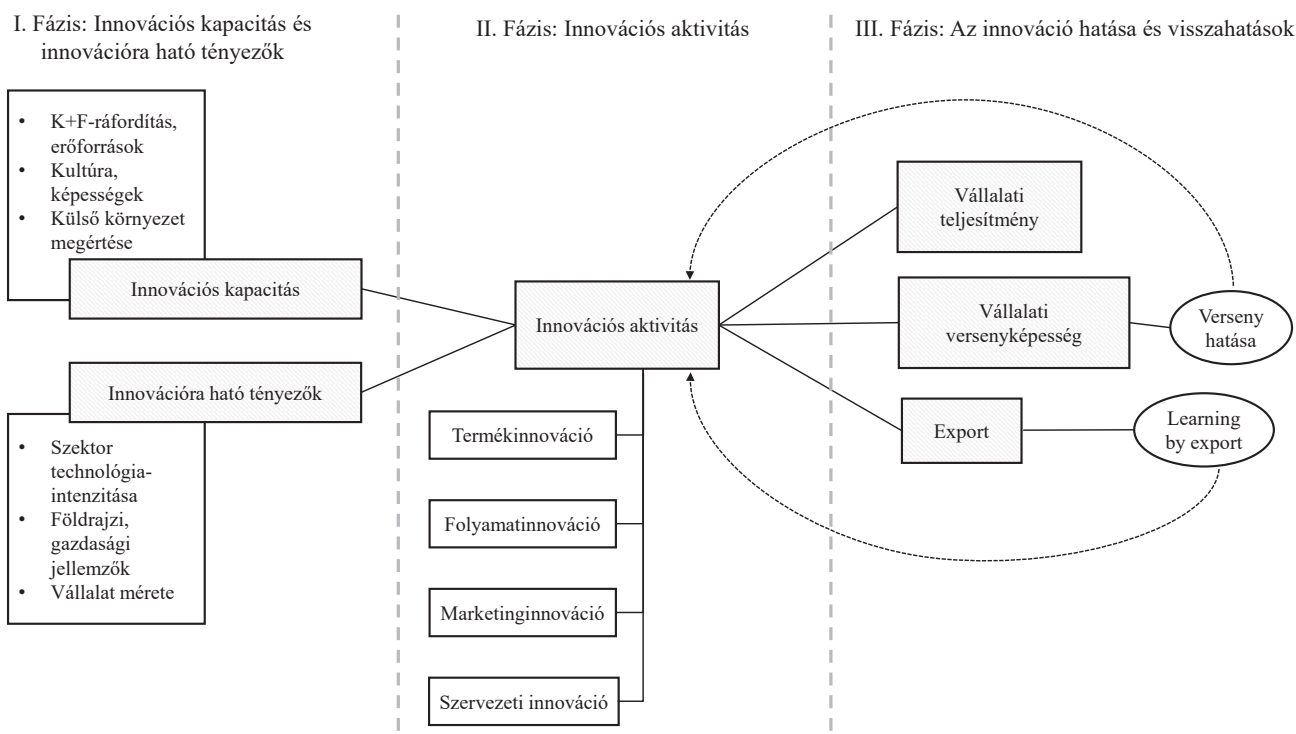 I. Fázis: Innovációs kapacitás és
innovációra ható tényezők
• K+F-ráfordítás,
erőforrások
• Kultúra,
képességek
• Külső környezet
megértése
Innovációs kapacitás
Innovációra ható tényezők
• Szektor
technológia-
intenzitása
• Földrajzi,
gazdasági
jellemzők
• Vállalat mérete
II. Fázis: Innovációs aktivitás
Innovációs aktivitás
Termékinnováció
Folyamatinnováció
Marketinginnováció
Szervezeti innováció
III. Fázis: Az innováció hatása és visszahatások
Vállalati
teljesítmény
Vállalati
versenyképesség
Verseny
hatása
Export
Learning
by export